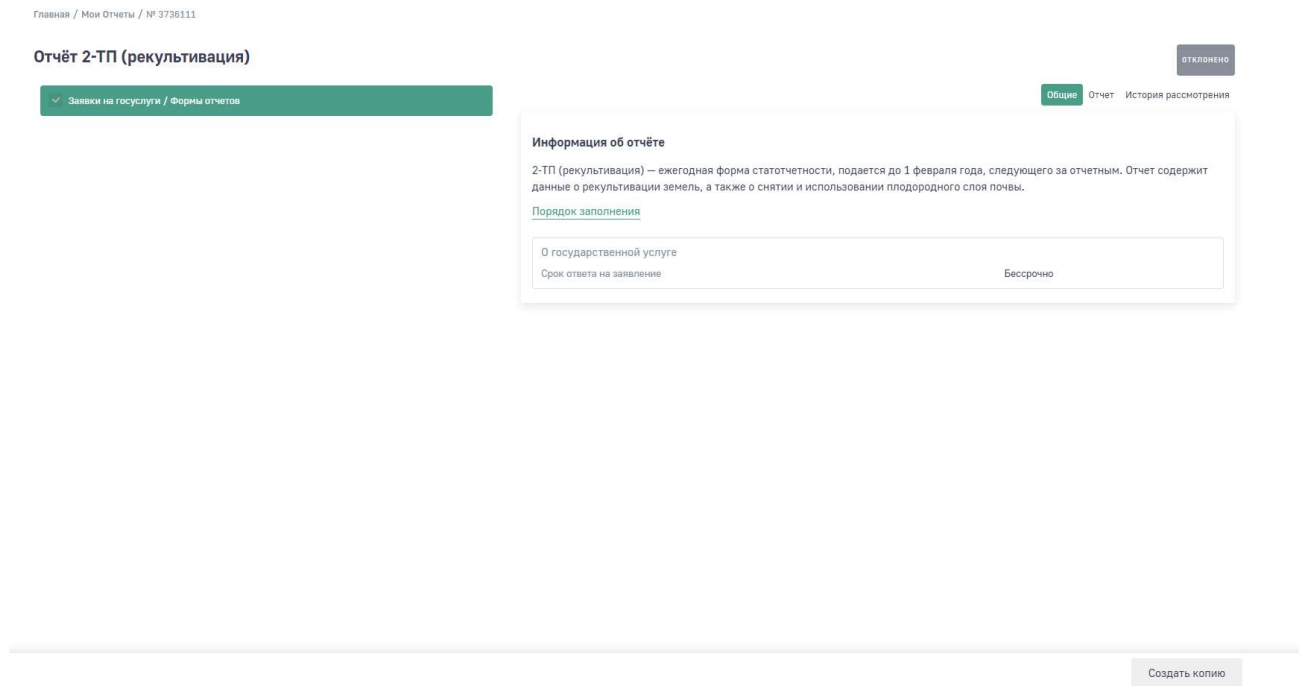 Главная / Мои Отчеты / № 3736111
Отчёт 2-ТП (рекультивация)
ОТКЛОНЕНО
Заявки на госуслуги / Формы отчетов
Общие Отчет История рассмотрения
Информация об отчёте
2-ТП (рекультивация) — ежегодная форма статотчетности, подается до 1 февраля года, следующего за отчетным. Отчет содержит
данные о рекультивации земель, а также о снятии и использовании плодородного слоя почвы.
Порядок заполнения
О государственной услуге
Срок ответа на заявление Бессрочно
Создать копию